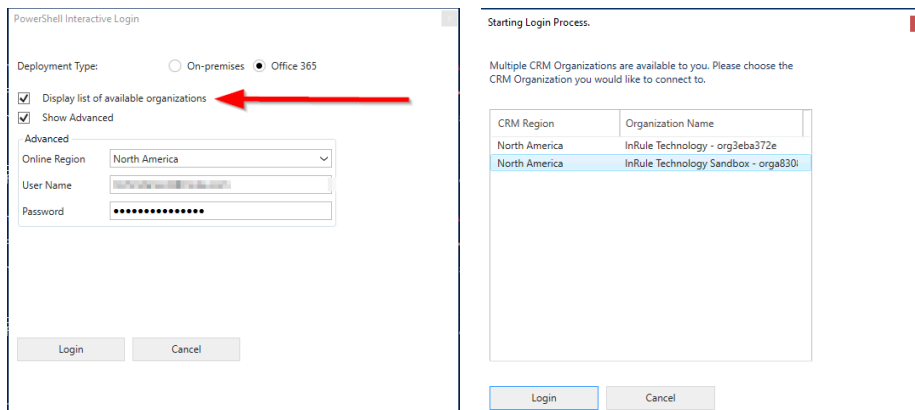 PowerShell Interactive Login
Deployment Type:
On-premises
Office 365
Display list of available organizations
Show Advanced
Advanced
Online Region
North America
User Name
Password
Login
Cancel
Starting Login Process.
Multiple CRM Organizations are available to you. Please choose the
CRM Organization you would like to connect to.
CRM Region
Organization Name
North America
InRule Technology - org3eba372e
North America
InRule Technology Sandbox - orga830
Login
Cancel